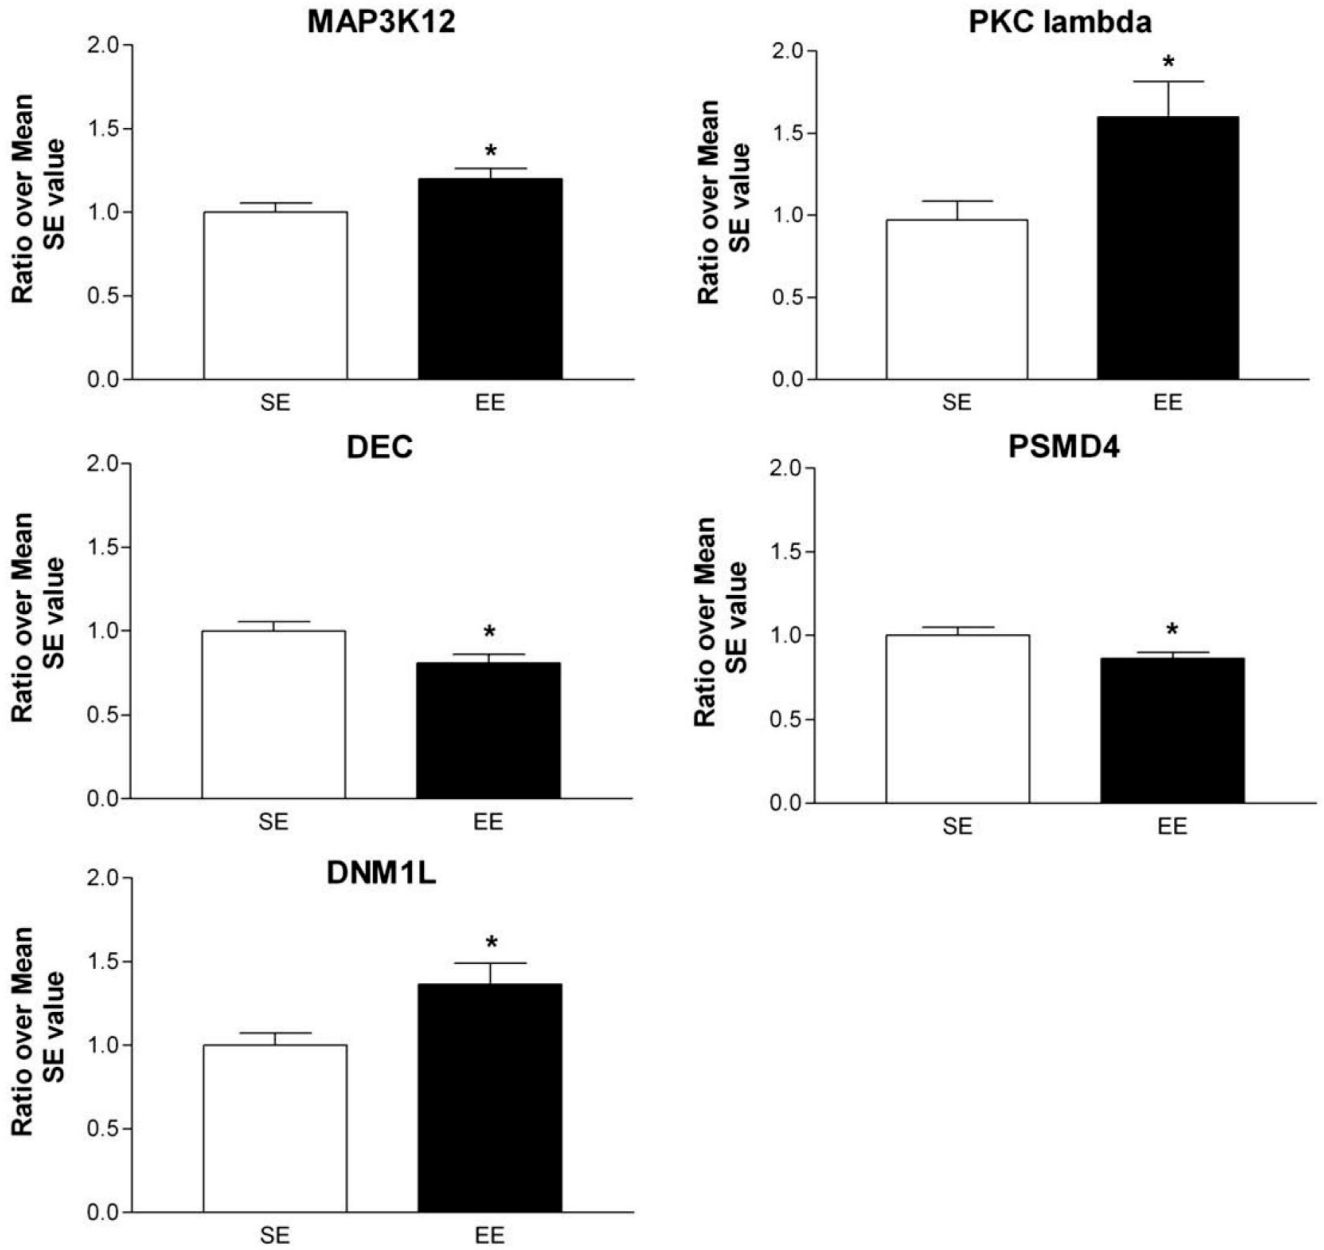 MAP3K12
2.0
1.5
1.0
0.5
0.0
Ratio over Mean
SE value
*
SE
EE
PKC lambda
2.0
1.5
1.0
0.5
0.0
Ratio over Mean
SE value
*
SE
EE
DEC
2.0
1.5
1.0
0.5
0.0
Ratio over Mean
SE value
*
SE
EE
PSMD4
2.0
1.5
1.0
0.5
0.0
Ratio over Mean
SE value
*
SE
EE
DNM1L
2.0
1.5
1.0
0.5
0.0
Ratio over Mean
SE value
*
SE
EE